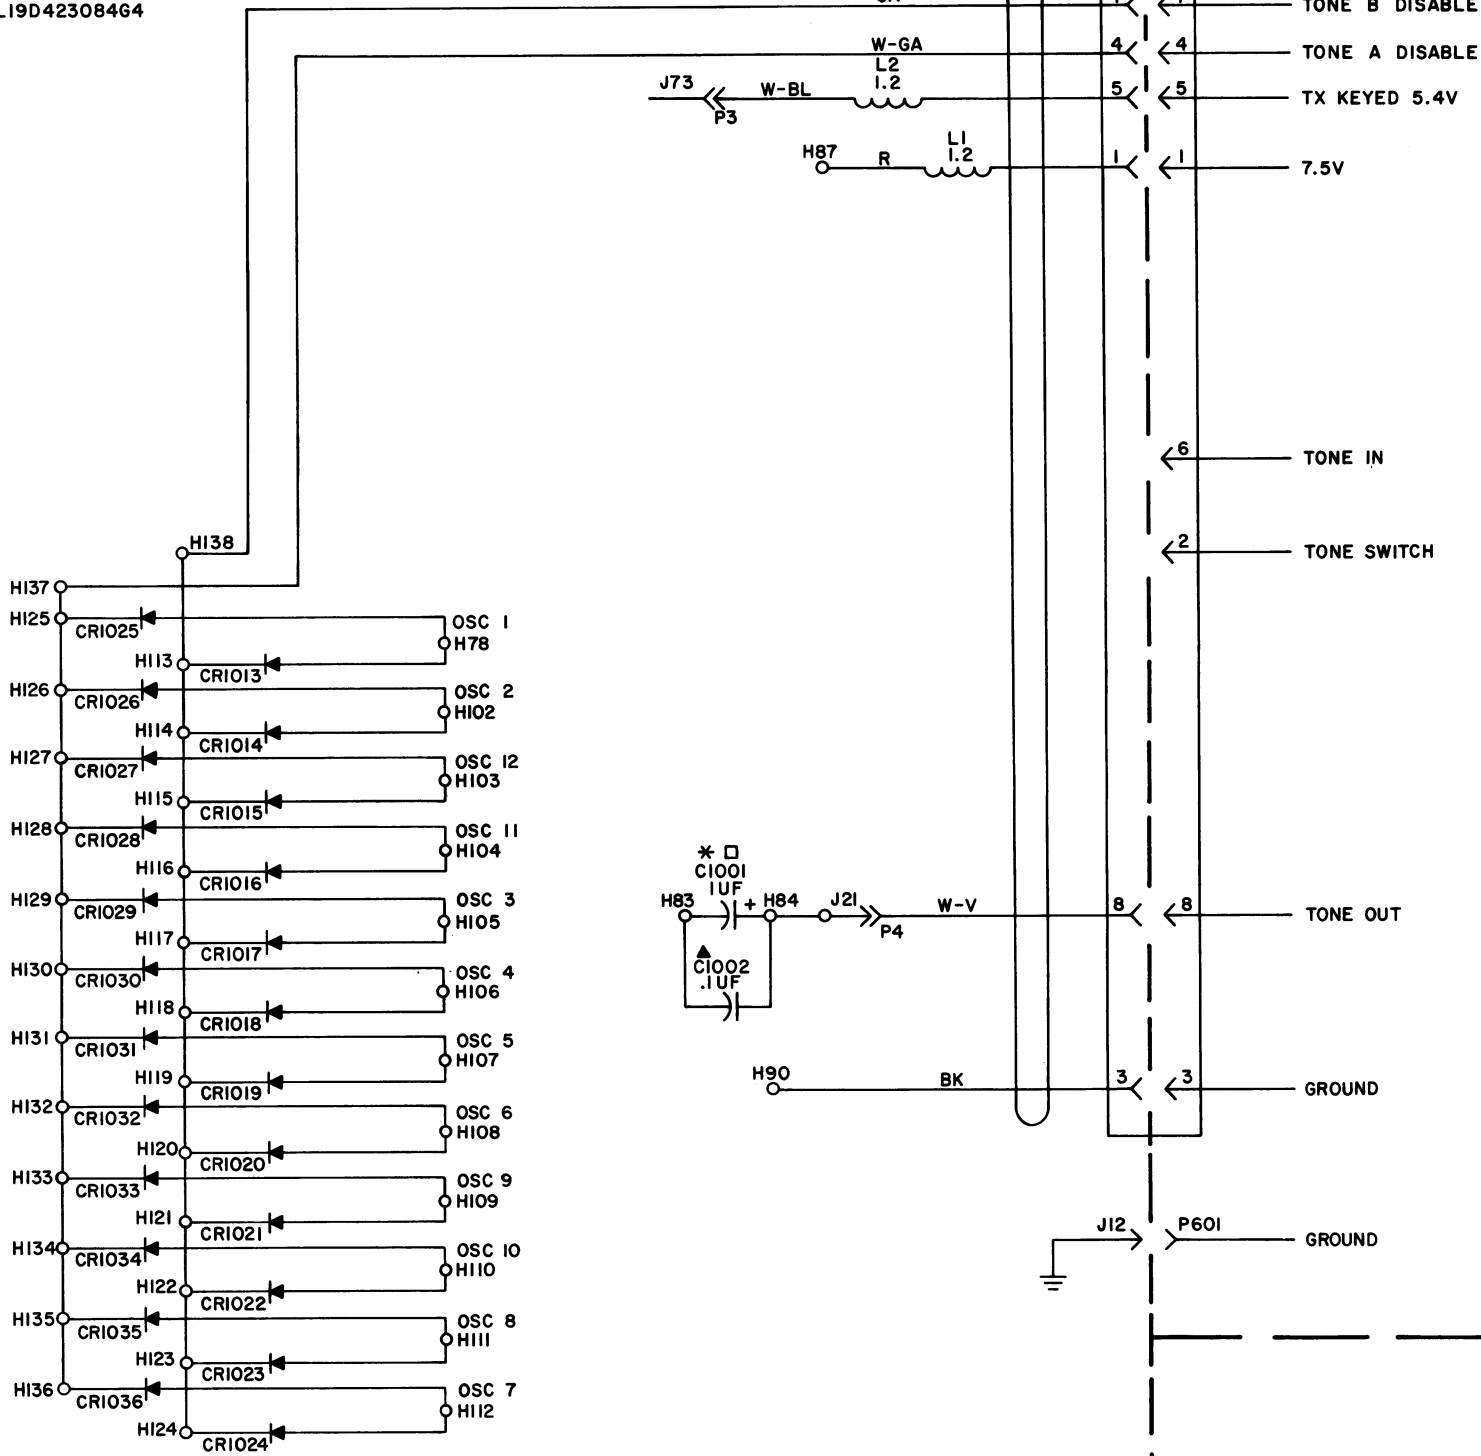 L19D423084G4
7 7 TONE B DISABLE
W-GA 4 4 TONE A DISABLE
L2
1.2
J73 W-BL 5 5 TX KEYED 5.4V
P3
L1
1.2
H87 R 1 1 7.5V
6 TONE IN
2 TONE SWITCH
H138
H137
H125 CR1025 OSC 1
H78
H113 CR1013
H126 CR1026 OSC 2
H102
H114 CR1014
H127 CR1027 OSC 12
H103
H115 CR1015
H128 CR1028 OSC 11
H104
H116 CR1016
H129 CR1029 OSC 3
H105
H117 CR1017
H130 CR1030 OSC 4
H106
H118 CR1018
H131 CR1031 OSC 5
H107
H119 CR1019
H132 CR1032 OSC 6
H108
H120 CR1020
H133 CR1033 OSC 9
H109
H121 CR1021
H134 CR1034 OSC 10
H110
H122 CR1022
H135 CR1035 OSC 8
H111
H123 CR1023
H136 CR1036 OSC 7
H112
H124 CR1024
* □
C1001
1UF
H83 + H84 J21 W-V 8 8 TONE OUT
P4
▲
C1002
.1UF
H90 BK 3 3 GROUND
J12 P601 GROUND